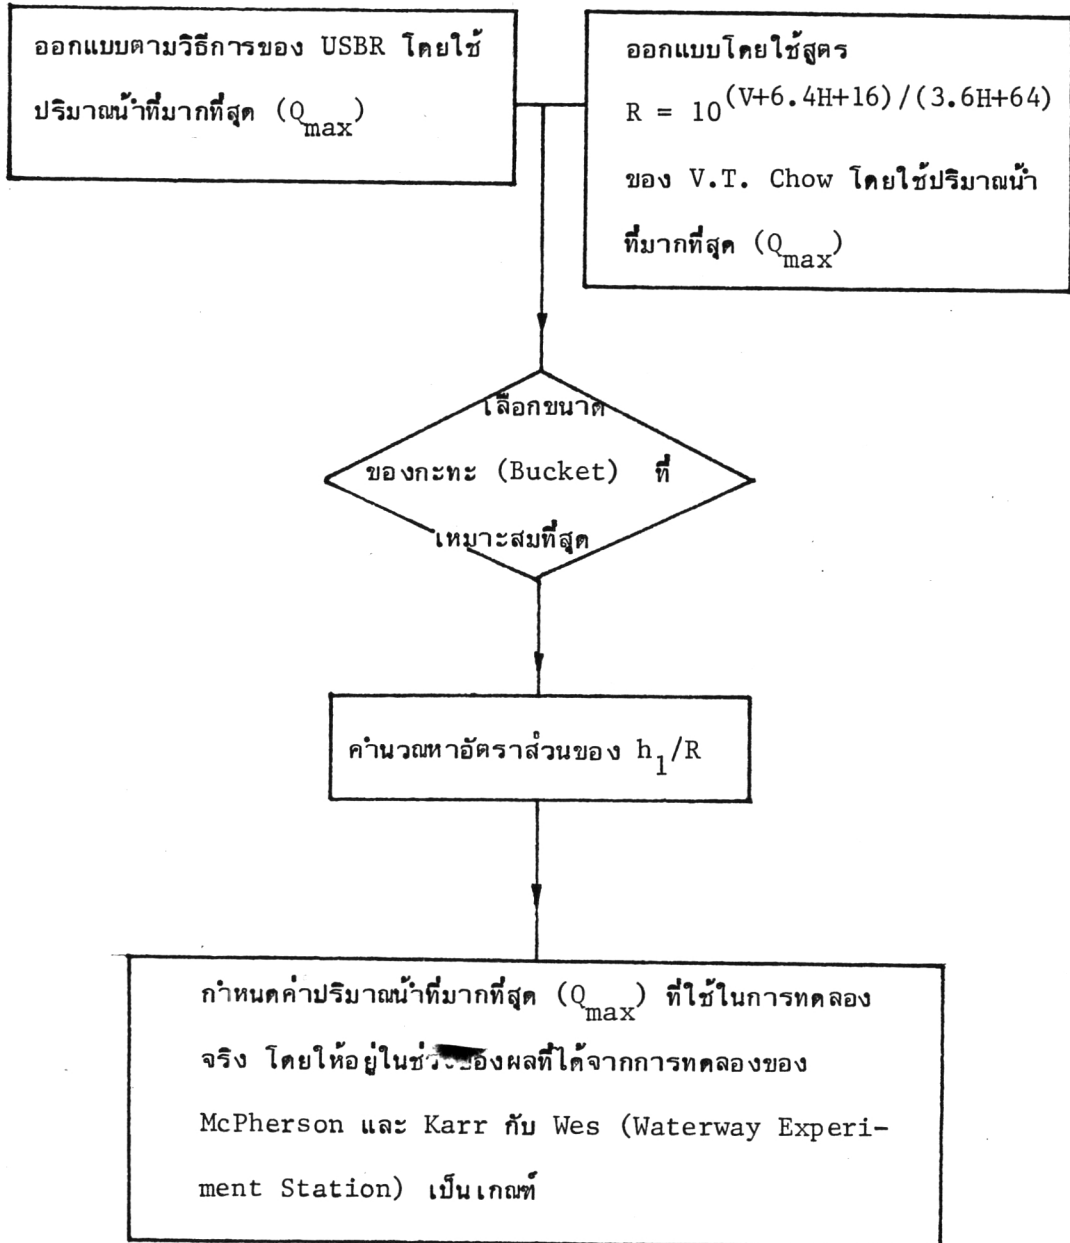 ออกแบบตามวิธีการของ USBR โดยใช้
ปริมาณน้ำที่มากที่สุด (Qmax)
ออกแบบโดยใช้สูตร
R = 10^(V+6.4H+16)/(3.6H+64)
ของ V.T. Chow โดยใช้ปริมาณน้ำ
ที่มากที่สุด (Qmax)
เลือกขนาด
ของกะทะ (Bucket) ที่
เหมาะสมที่สุด
คำนวณหาอัตราส่วนของ h1/R
กำหนดค่าปริมาณน้ำที่มากที่สุด (Qmax) ที่ใช้ในการทดลอง
จริง โดยให้อยู่ในช่วงของผลที่ได้จากการทดลองของ
McPherson และ Karr กับ Wes (Waterway Experi-
ment Station) เป็นเกณฑ์